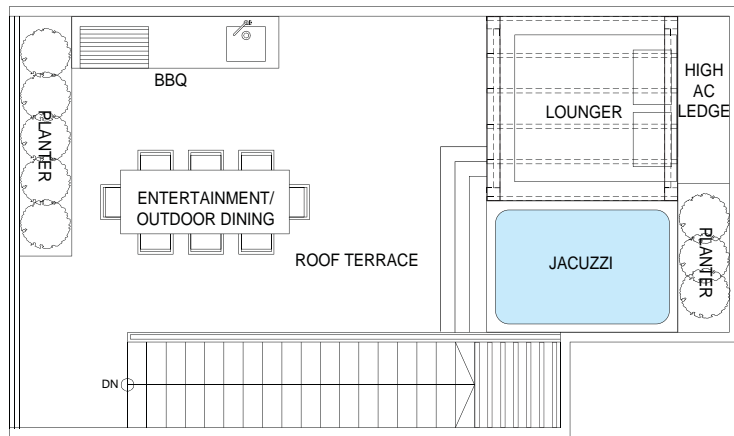 BBQ
PLANTER
ENTERTAINMENT/
OUTDOOR DINING
ROOF TERRACE
LOUNGER
HIGH
AC
LEDGE
JACUZZI
PLANTER
DN